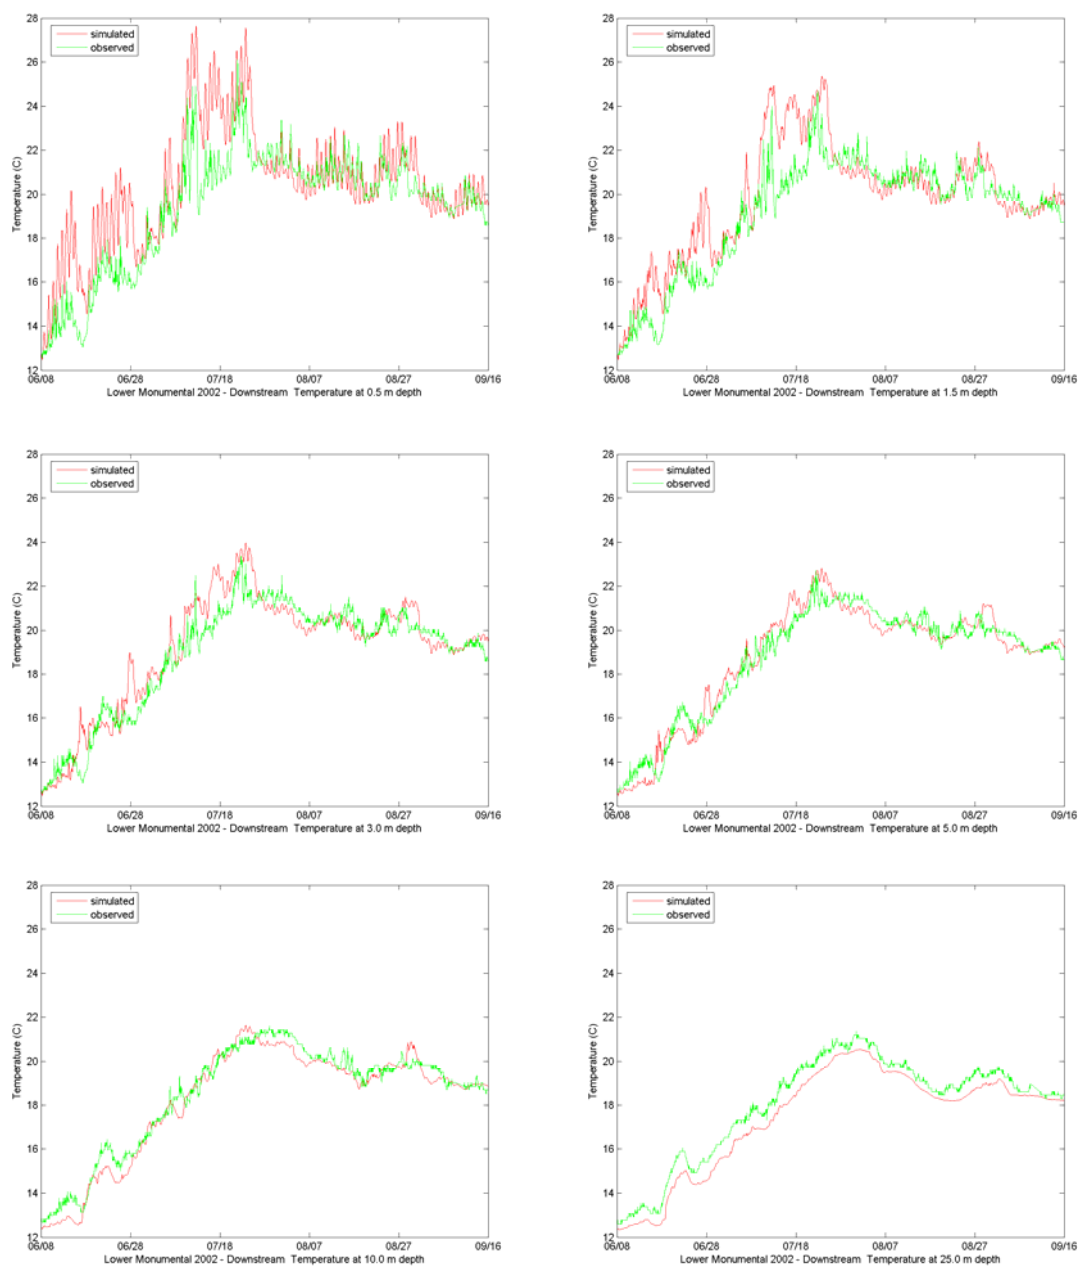 28
26
24
22
20
18
16
14
12
Temperature (C)
simulated
observed
06/08 06/28 07/18 08/07 08/27 09/16
Lower Monumental 2002 - Downstream Temperature at 0.5 m depth
28
26
24
22
20
18
16
14
12
Temperature (C)
simulated
observed
06/08 06/28 07/18 08/07 08/27 09/16
Lower Monumental 2002 - Downstream Temperature at 1.5 m depth
28
26
24
22
20
18
16
14
12
Temperature (C)
simulated
observed
06/08 06/28 07/18 08/07 08/27 09/16
Lower Monumental 2002 - Downstream Temperature at 3.0 m depth
28
26
24
22
20
18
16
14
12
Temperature (C)
simulated
observed
06/08 06/28 07/18 08/07 08/27 09/16
Lower Monumental 2002 - Downstream Temperature at 5.0 m depth
28
26
24
22
20
18
16
14
12
Temperature (C)
simulated
observed
06/08 06/28 07/18 08/07 08/27 09/16
Lower Monumental 2002 - Downstream Temperature at 10.0 m depth
28
26
24
22
20
18
16
14
12
Temperature (C)
simulated
observed
06/08 06/28 07/18 08/07 08/27 09/16
Lower Monumental 2002 - Downstream Temperature at 25.0 m depth